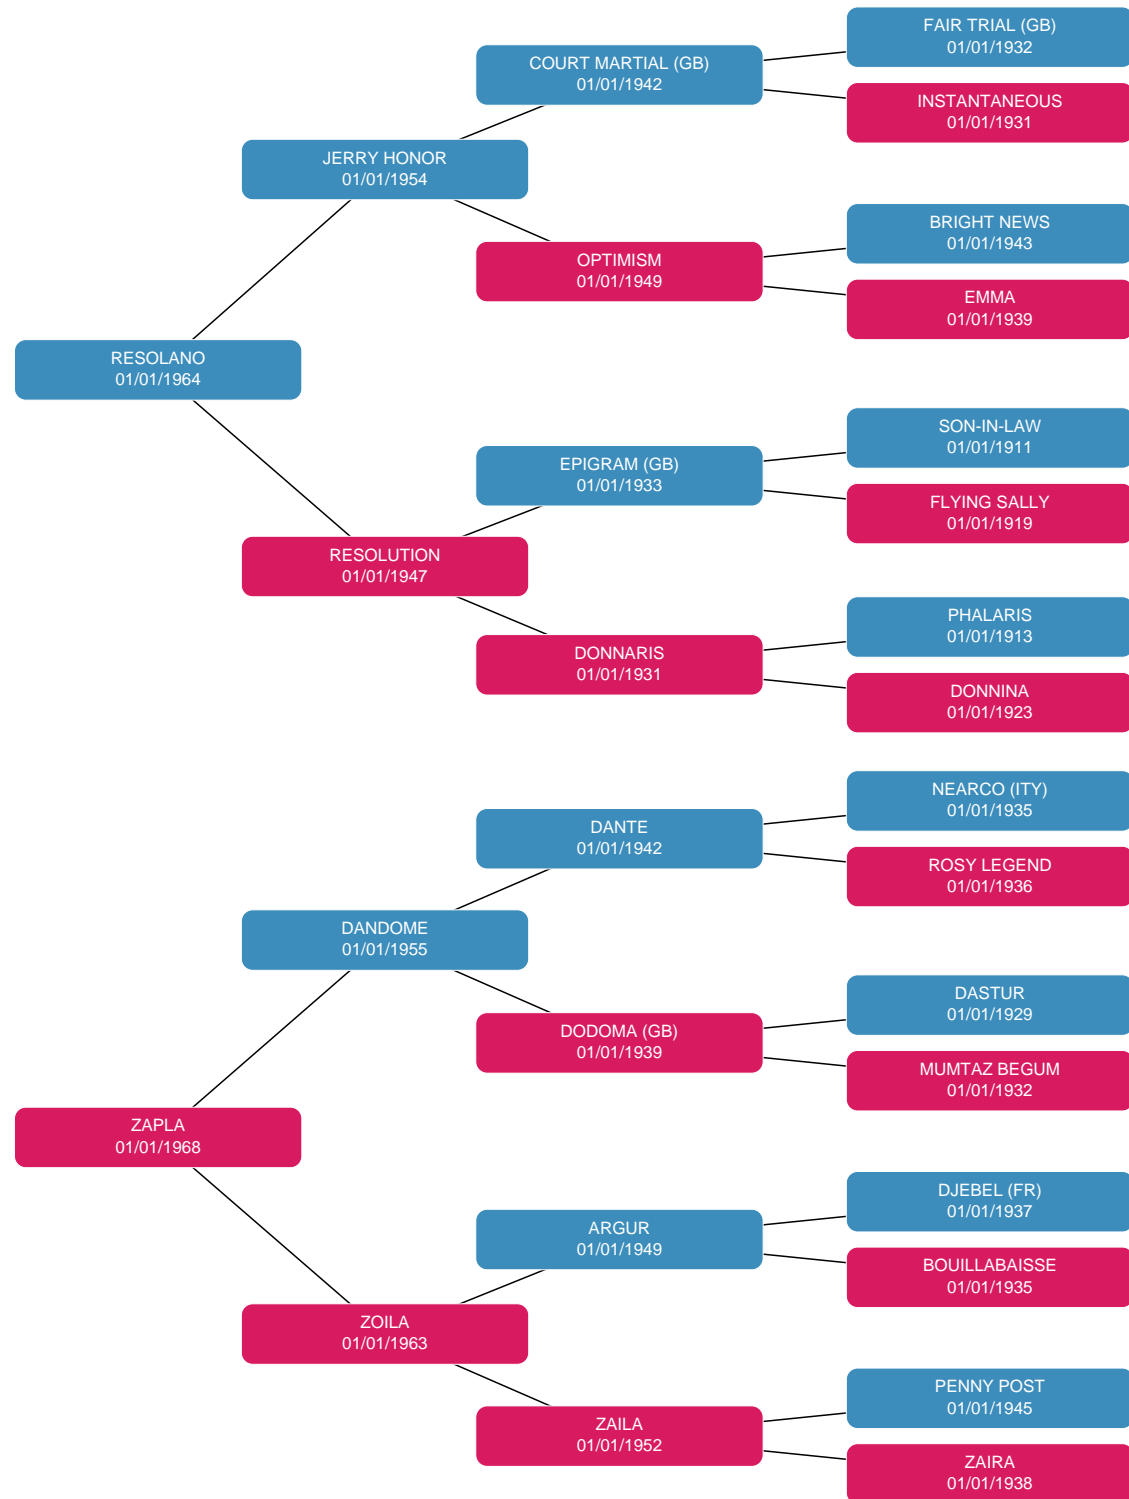 FAIR TRIAL (GB)
01/01/1932
COURT MARTIAL (GB)
01/01/1942
INSTANTANEOUS
01/01/1931
JERRY HONOR
01/01/1954
BRIGHT NEWS
01/01/1943
OPTIMISM
01/01/1949
EMMA
01/01/1939
RESOLANO
01/01/1964
SON-IN-LAW
01/01/1911
EPIGRAM (GB)
01/01/1933
FLYING SALLY
01/01/1919
RESOLUTION
01/01/1947
PHALARIS
01/01/1913
DONNARIS
01/01/1931
DONNINA
01/01/1923
NEARCO (ITY)
01/01/1935
DANTE
01/01/1942
ROSY LEGEND
01/01/1936
DANDOME
01/01/1955
DASTUR
01/01/1929
DODOMA (GB)
01/01/1939
MUMTAZ BEGUM
01/01/1932
ZAPLA
01/01/1968
DJEBEL (FR)
01/01/1937
ARGUR
01/01/1949
BOUILLABAISSE
01/01/1935
ZOILA
01/01/1963
PENNY POST
01/01/1945
ZAILA
01/01/1952
ZAIRA
01/01/1938